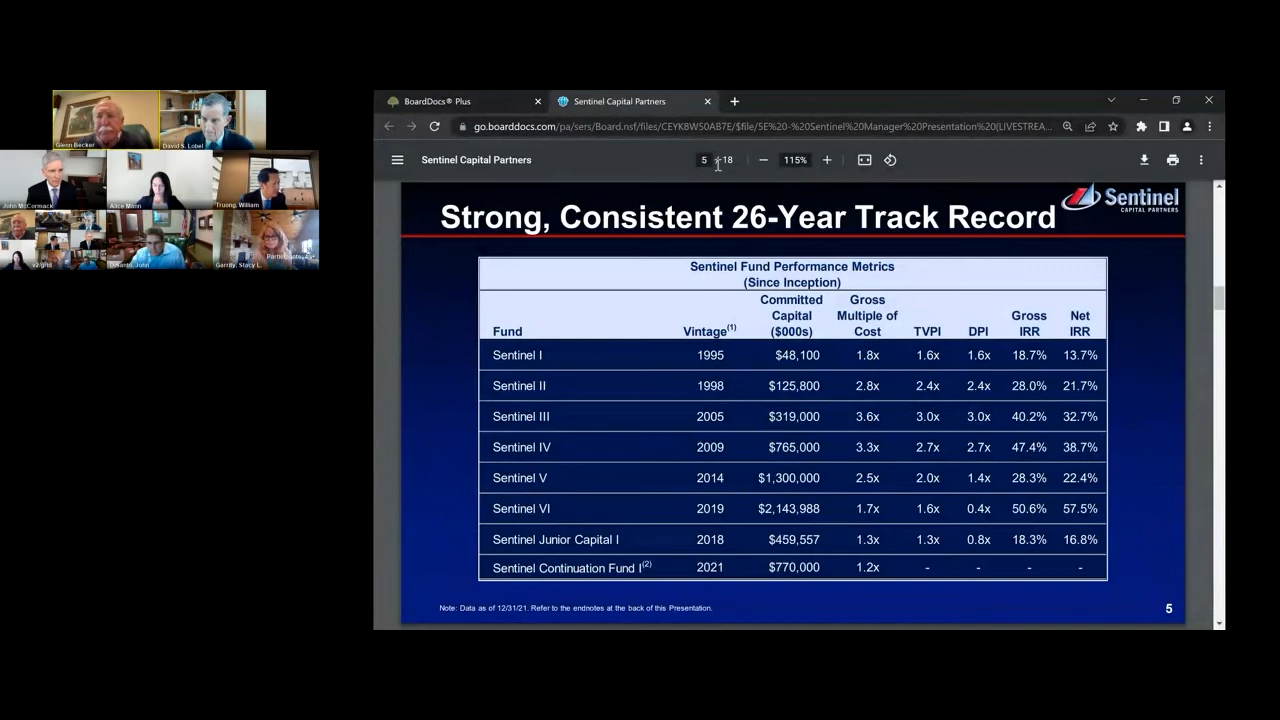 Glenn Becker
David S. Lobel
John McCormack
Alice Mann
Truong, William
v2/grid
DiSanto, John
Garrity, Stacy L.
BoardDocs® Plus
Sentinel Capital Partners
go.boarddocs.com/pa/sers/Board.nsf/files/CEYK8W50AB7E/$file/5E%20-%20Sentinel%20Manager%20Presentation%20(LIVESTREA...
Sentinel Capital Partners
5 18
115%
Strong, Consistent 26-Year Track Record
Sentinel
CAPITAL PARTNERS
Sentinel Fund Performance Metrics
(Since Inception)
Fund Vintage(1) Committed Capital ($000s) Gross Multiple of Cost TVPI DPI Gross IRR Net IRR
Sentinel I 1995 $48,100 1.8x 1.6x 1.6x 18.7% 13.7%
Sentinel II 1998 $125,800 2.8x 2.4x 2.4x 28.0% 21.7%
Sentinel III 2005 $319,000 3.6x 3.0x 3.0x 40.2% 32.7%
Sentinel IV 2009 $765,000 3.3x 2.7x 2.7x 47.4% 38.7%
Sentinel V 2014 $1,300,000 2.5x 2.0x 1.4x 28.3% 22.4%
Sentinel VI 2019 $2,143,988 1.7x 1.6x 0.4x 50.6% 57.5%
Sentinel Junior Capital I 2018 $459,557 1.3x 1.3x 0.8x 18.3% 16.8%
Sentinel Continuation Fund I(2) 2021 $770,000 1.2x - - - -
Note: Data as of 12/31/21. Refer to the endnotes at the back of this Presentation.
5